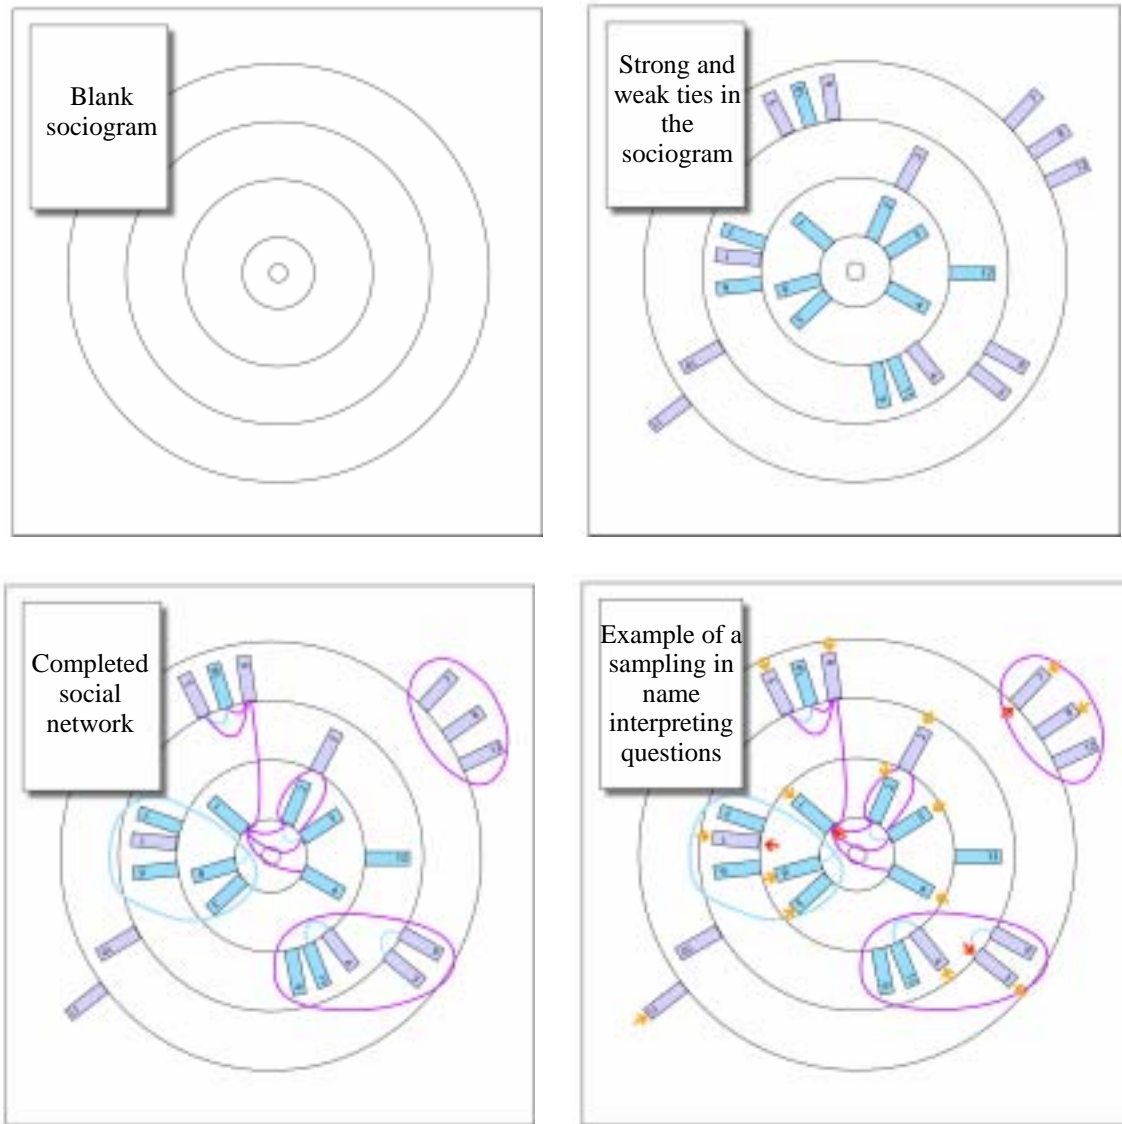 Blank
sociogram
Strong and
weak ties in
the
sociogram
Completed
social
network
Example of a
sampling in
name
interpreting
questions